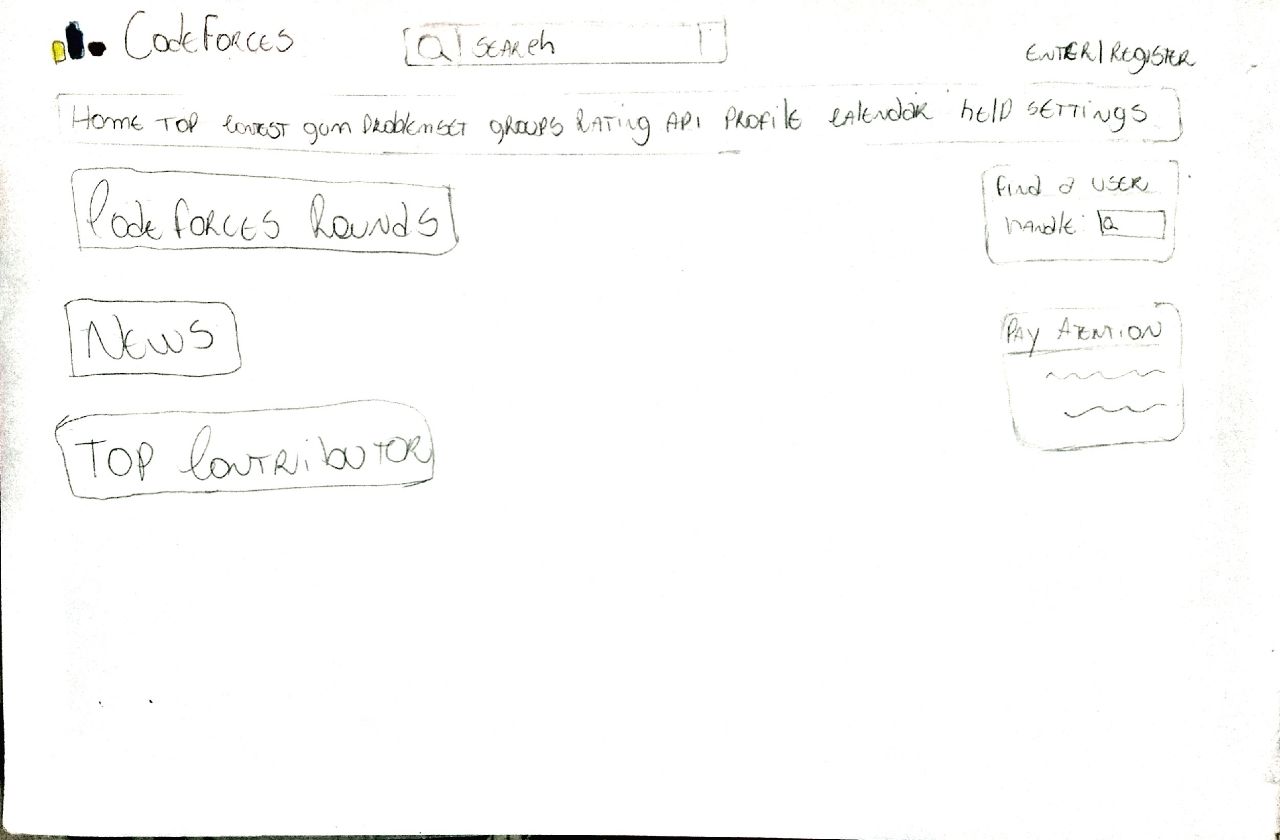 CodeForces
SEARch
ENTER/REGISTER
Home TOP contest gym PROblemSET gROUPS RATing API PROFilE calendar hElP SETTINgS
CodeForces Rounds
Find a USER
handle
NEWS
PAY ATENTION
TOP ContRibuTOR